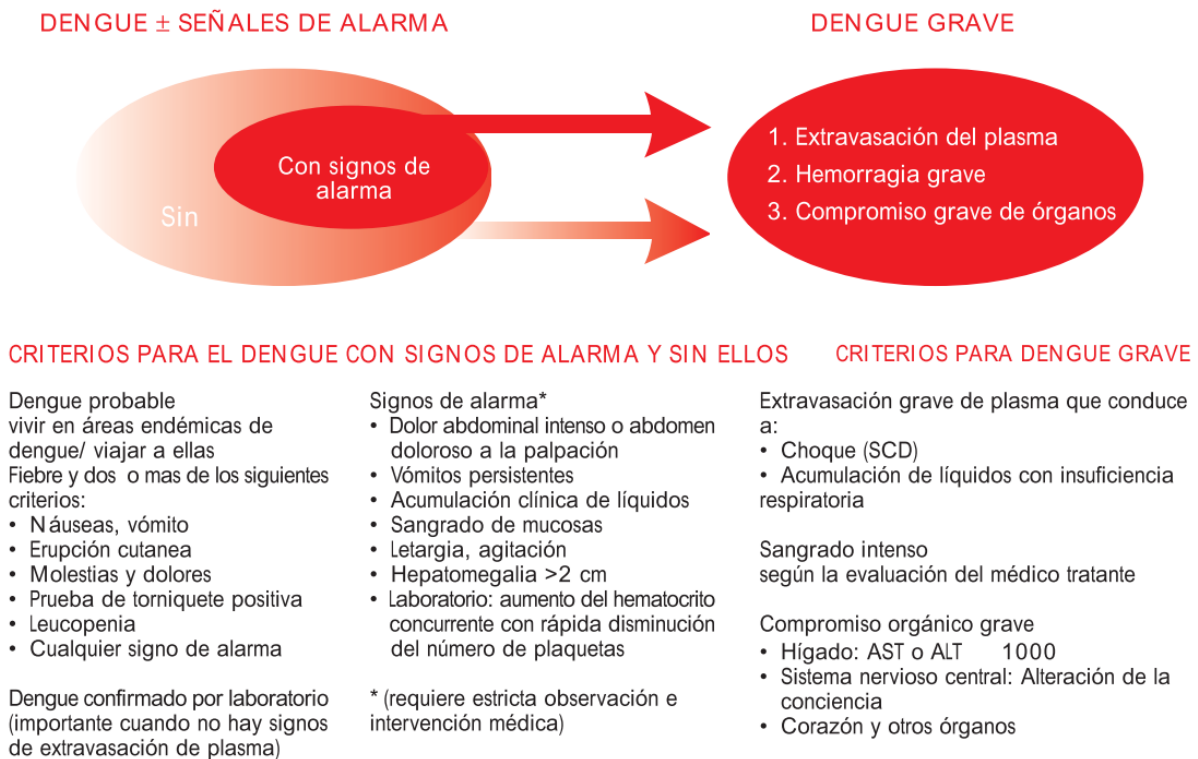 DENGUE ± SEÑALES DE ALARMA
DENGUE GRAVE
Con signos de
alarma
Sin
1. Extravasación del plasma
2. Hemorragia grave
3. Compromiso grave de órganos
CRITERIOS PARA EL DENGUE CON SIGNOS DE ALARMA Y SIN ELLOS
CRITERIOS PARA DENGUE GRAVE
Dengue probable
vivir en áreas endémicas de
dengue/ viajar a ellas
Fiebre y dos o mas de los siguientes
criterios:
• Náuseas, vómito
• Erupción cutanea
• Molestias y dolores
• Prueba de torniquete positiva
• Leucopenia
• Cualquier signo de alarma
Dengue confirmado por laboratorio
(importante cuando no hay signos
de extravasación de plasma)
Signos de alarma*
• Dolor abdominal intenso o abdomen
doloroso a la palpación
• Vómitos persistentes
• Acumulación clínica de líquidos
• Sangrado de mucosas
• Letargia, agitación
• Hepatomegalia >2 cm
• Laboratorio: aumento del hematocrito
concurrente con rápida disminución
del número de plaquetas
* (requiere estricta observación e
intervención médica)
Extravasación grave de plasma que conduce
a:
• Choque (SCD)
• Acumulación de líquidos con insuficiencia
respiratoria
Sangrado intenso
según la evaluación del médico tratante
Compromiso orgánico grave
• Hígado: AST o ALT 1000
• Sistema nervioso central: Alteración de la
conciencia
• Corazón y otros órganos